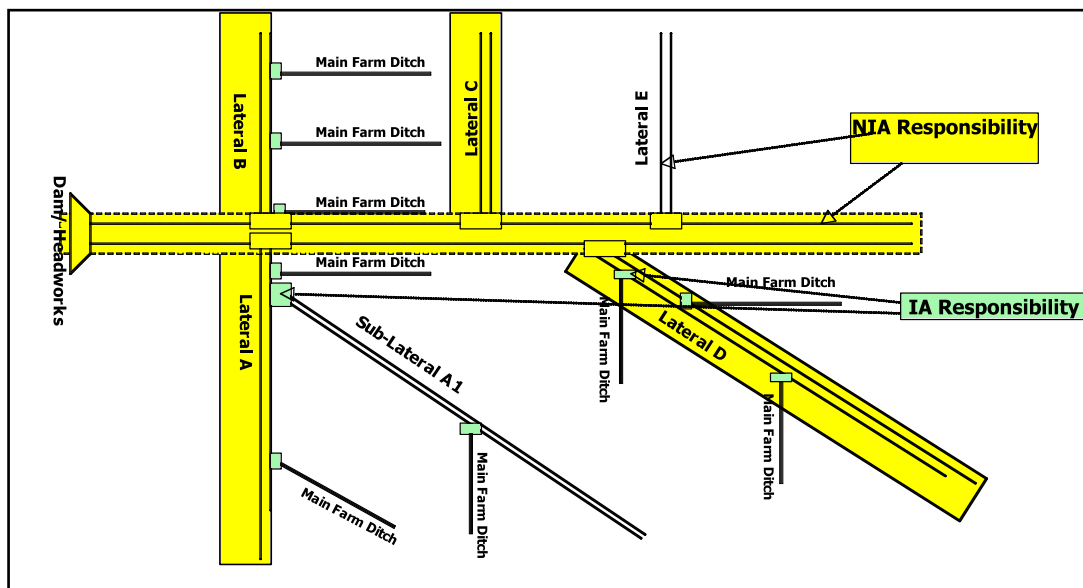 Main Farm Ditch
Lateral B
Lateral C
Lateral E
NIA Responsibility
Main Farm Ditch
Main Farm Ditch
Dam/ Headworks
Main Farm Ditch
Main Farm Ditch
IA Responsibility
Lateral A
Sub-Lateral A1
Main Farm Ditch
Lateral D
Main Farm Ditch
Main Farm Ditch
Main Farm Ditch